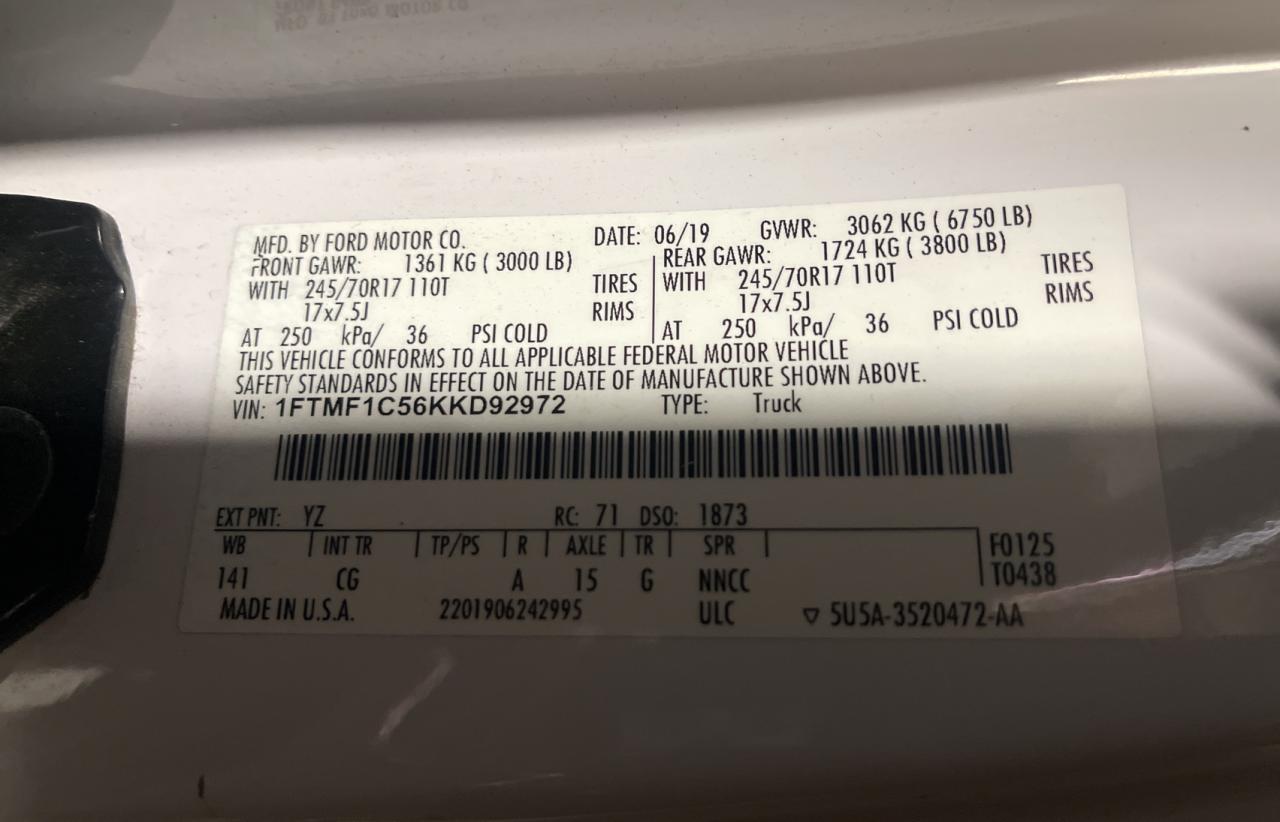 MFD. BY FORD MOTOR CO. DATE: 06/19 GVWR: 3062 KG ( 6750 LB)
FRONT GAWR: 1361 KG ( 3000 LB) REAR GAWR: 1724 KG ( 3800 LB)
WITH 245/70R17 110T TIRES WITH 245/70R17 110T TIRES
17x7.5J RIMS 17x7.5J RIMS
AT 250 kPa/ 36 PSI COLD AT 250 kPa/ 36 PSI COLD
THIS VEHICLE CONFORMS TO ALL APPLICABLE FEDERAL MOTOR VEHICLE
SAFETY STANDARDS IN EFFECT ON THE DATE OF MANUFACTURE SHOWN ABOVE.
VIN: 1FTMF1C56KKD92972 TYPE: Truck
EXT PNT: YZ RC: 71 DSO: 1873
WB INT TR TP/PS R AXLE TR SPR F0125
141 CG A 15 G NNCC T0438
MADE IN U.S.A. 2201906242995 ULC ▽ 5U5A-3520472-AA